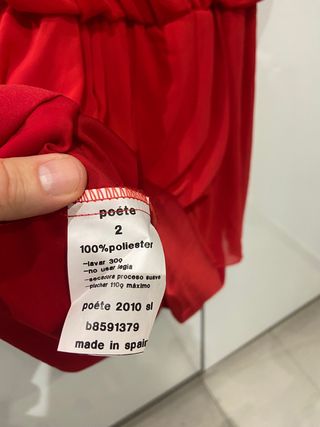 poéte
2
100%poliester
-lavar 30º
-no usar legia
-secadora proceso suave
-planchar 110º máximo
poéte 2010 sl
b8591379
made in spain